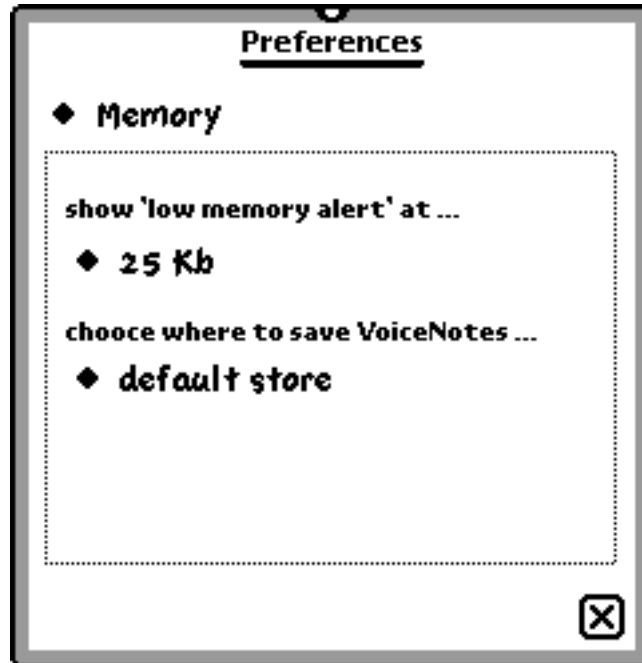 Preferences
Memory
show 'low memory alert' at ...
25 Kb
chooce where to save VoiceNotes ...
default store